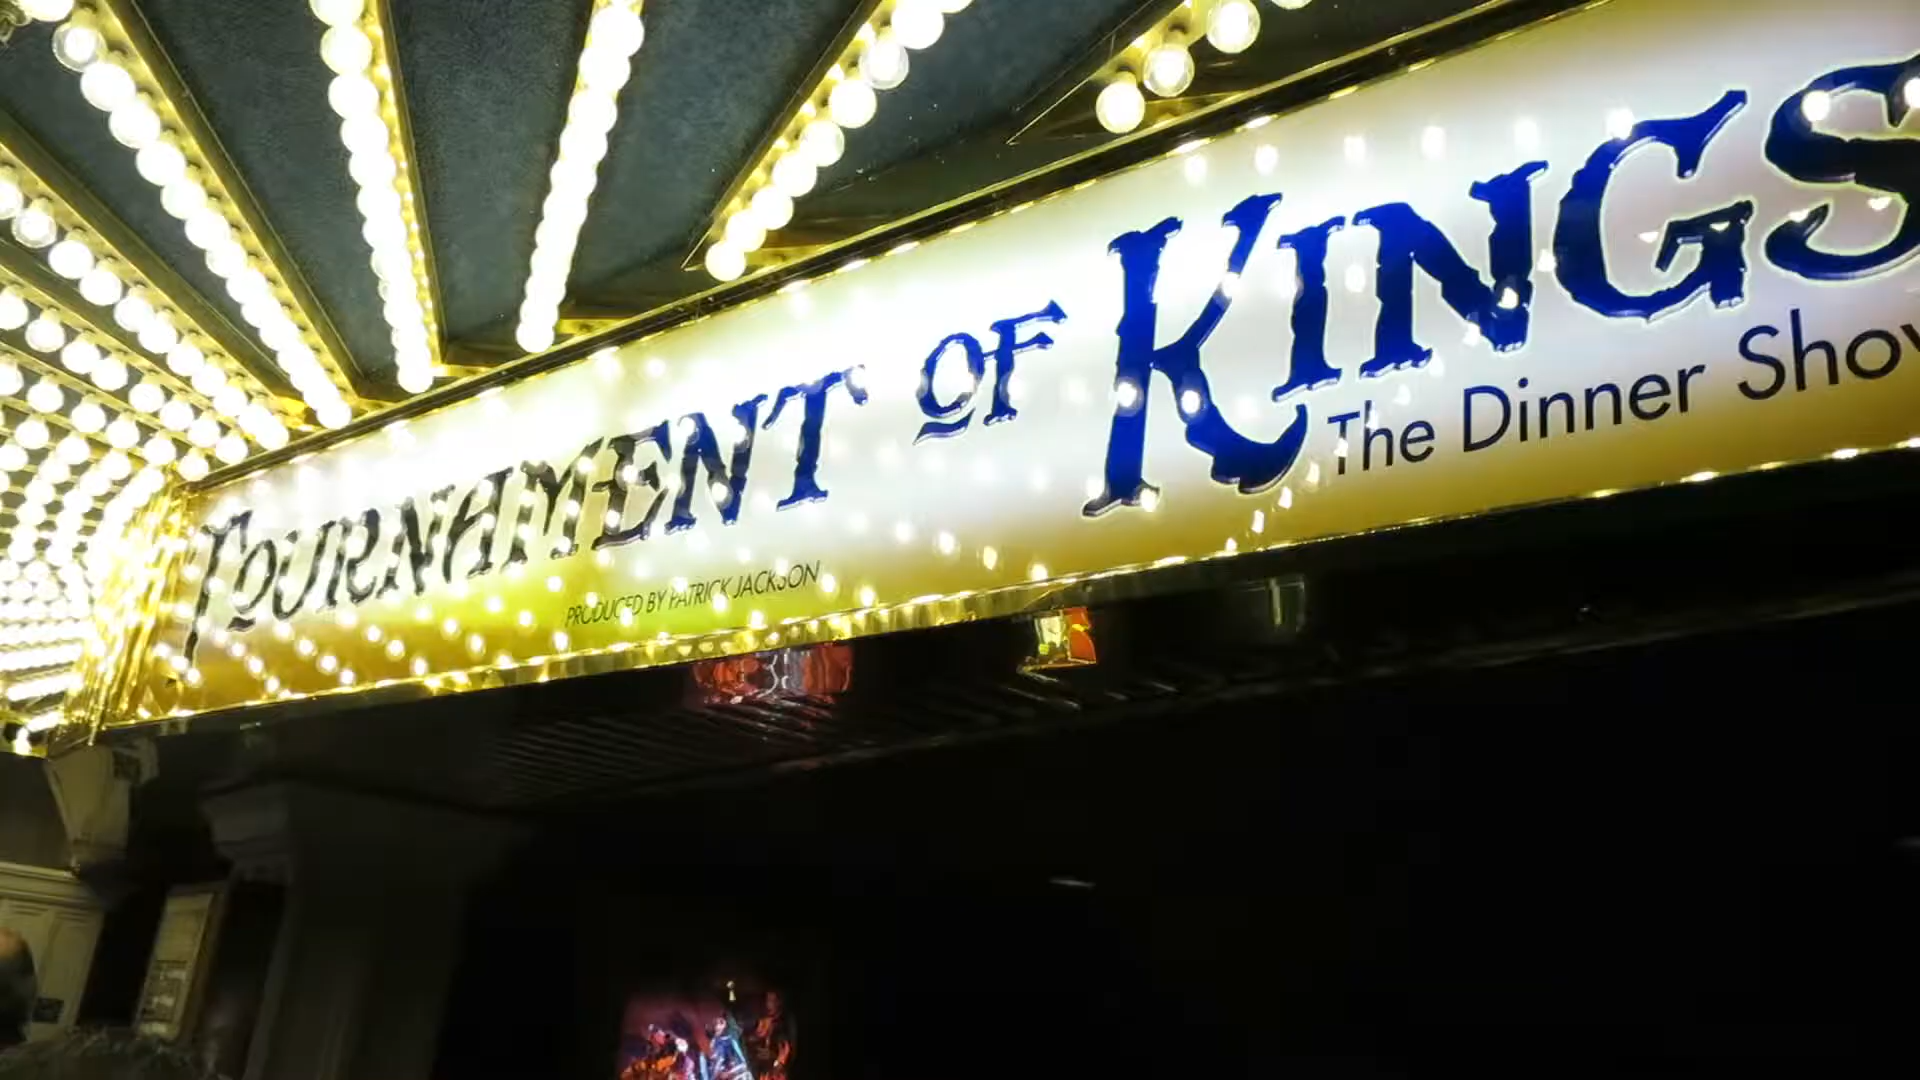 TOURNAMENT OF KINGS
The Dinner Show
PRODUCED BY PATRICK JACKSON